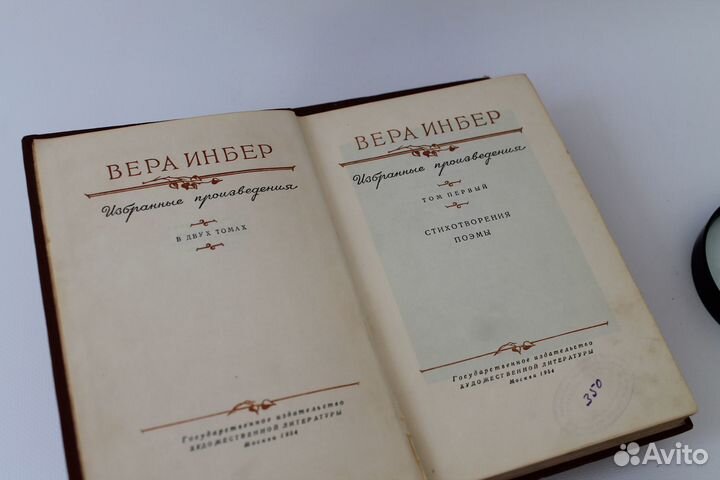 ВЕРА ИНБЕР
Избранные произведения
В ДВУХ ТОМАХ
Государственное издательство
ХУДОЖЕСТВЕННОЙ ЛИТЕРАТУРЫ
Москва 1954
ВЕРА ИНБЕР
Избранные произведения
ТОМ ПЕРВЫЙ
СТИХОТВОРЕНИЯ
ПОЭМЫ
Государственное издательство
ХУДОЖЕСТВЕННОЙ ЛИТЕРАТУРЫ
Москва 1954
350
Avito